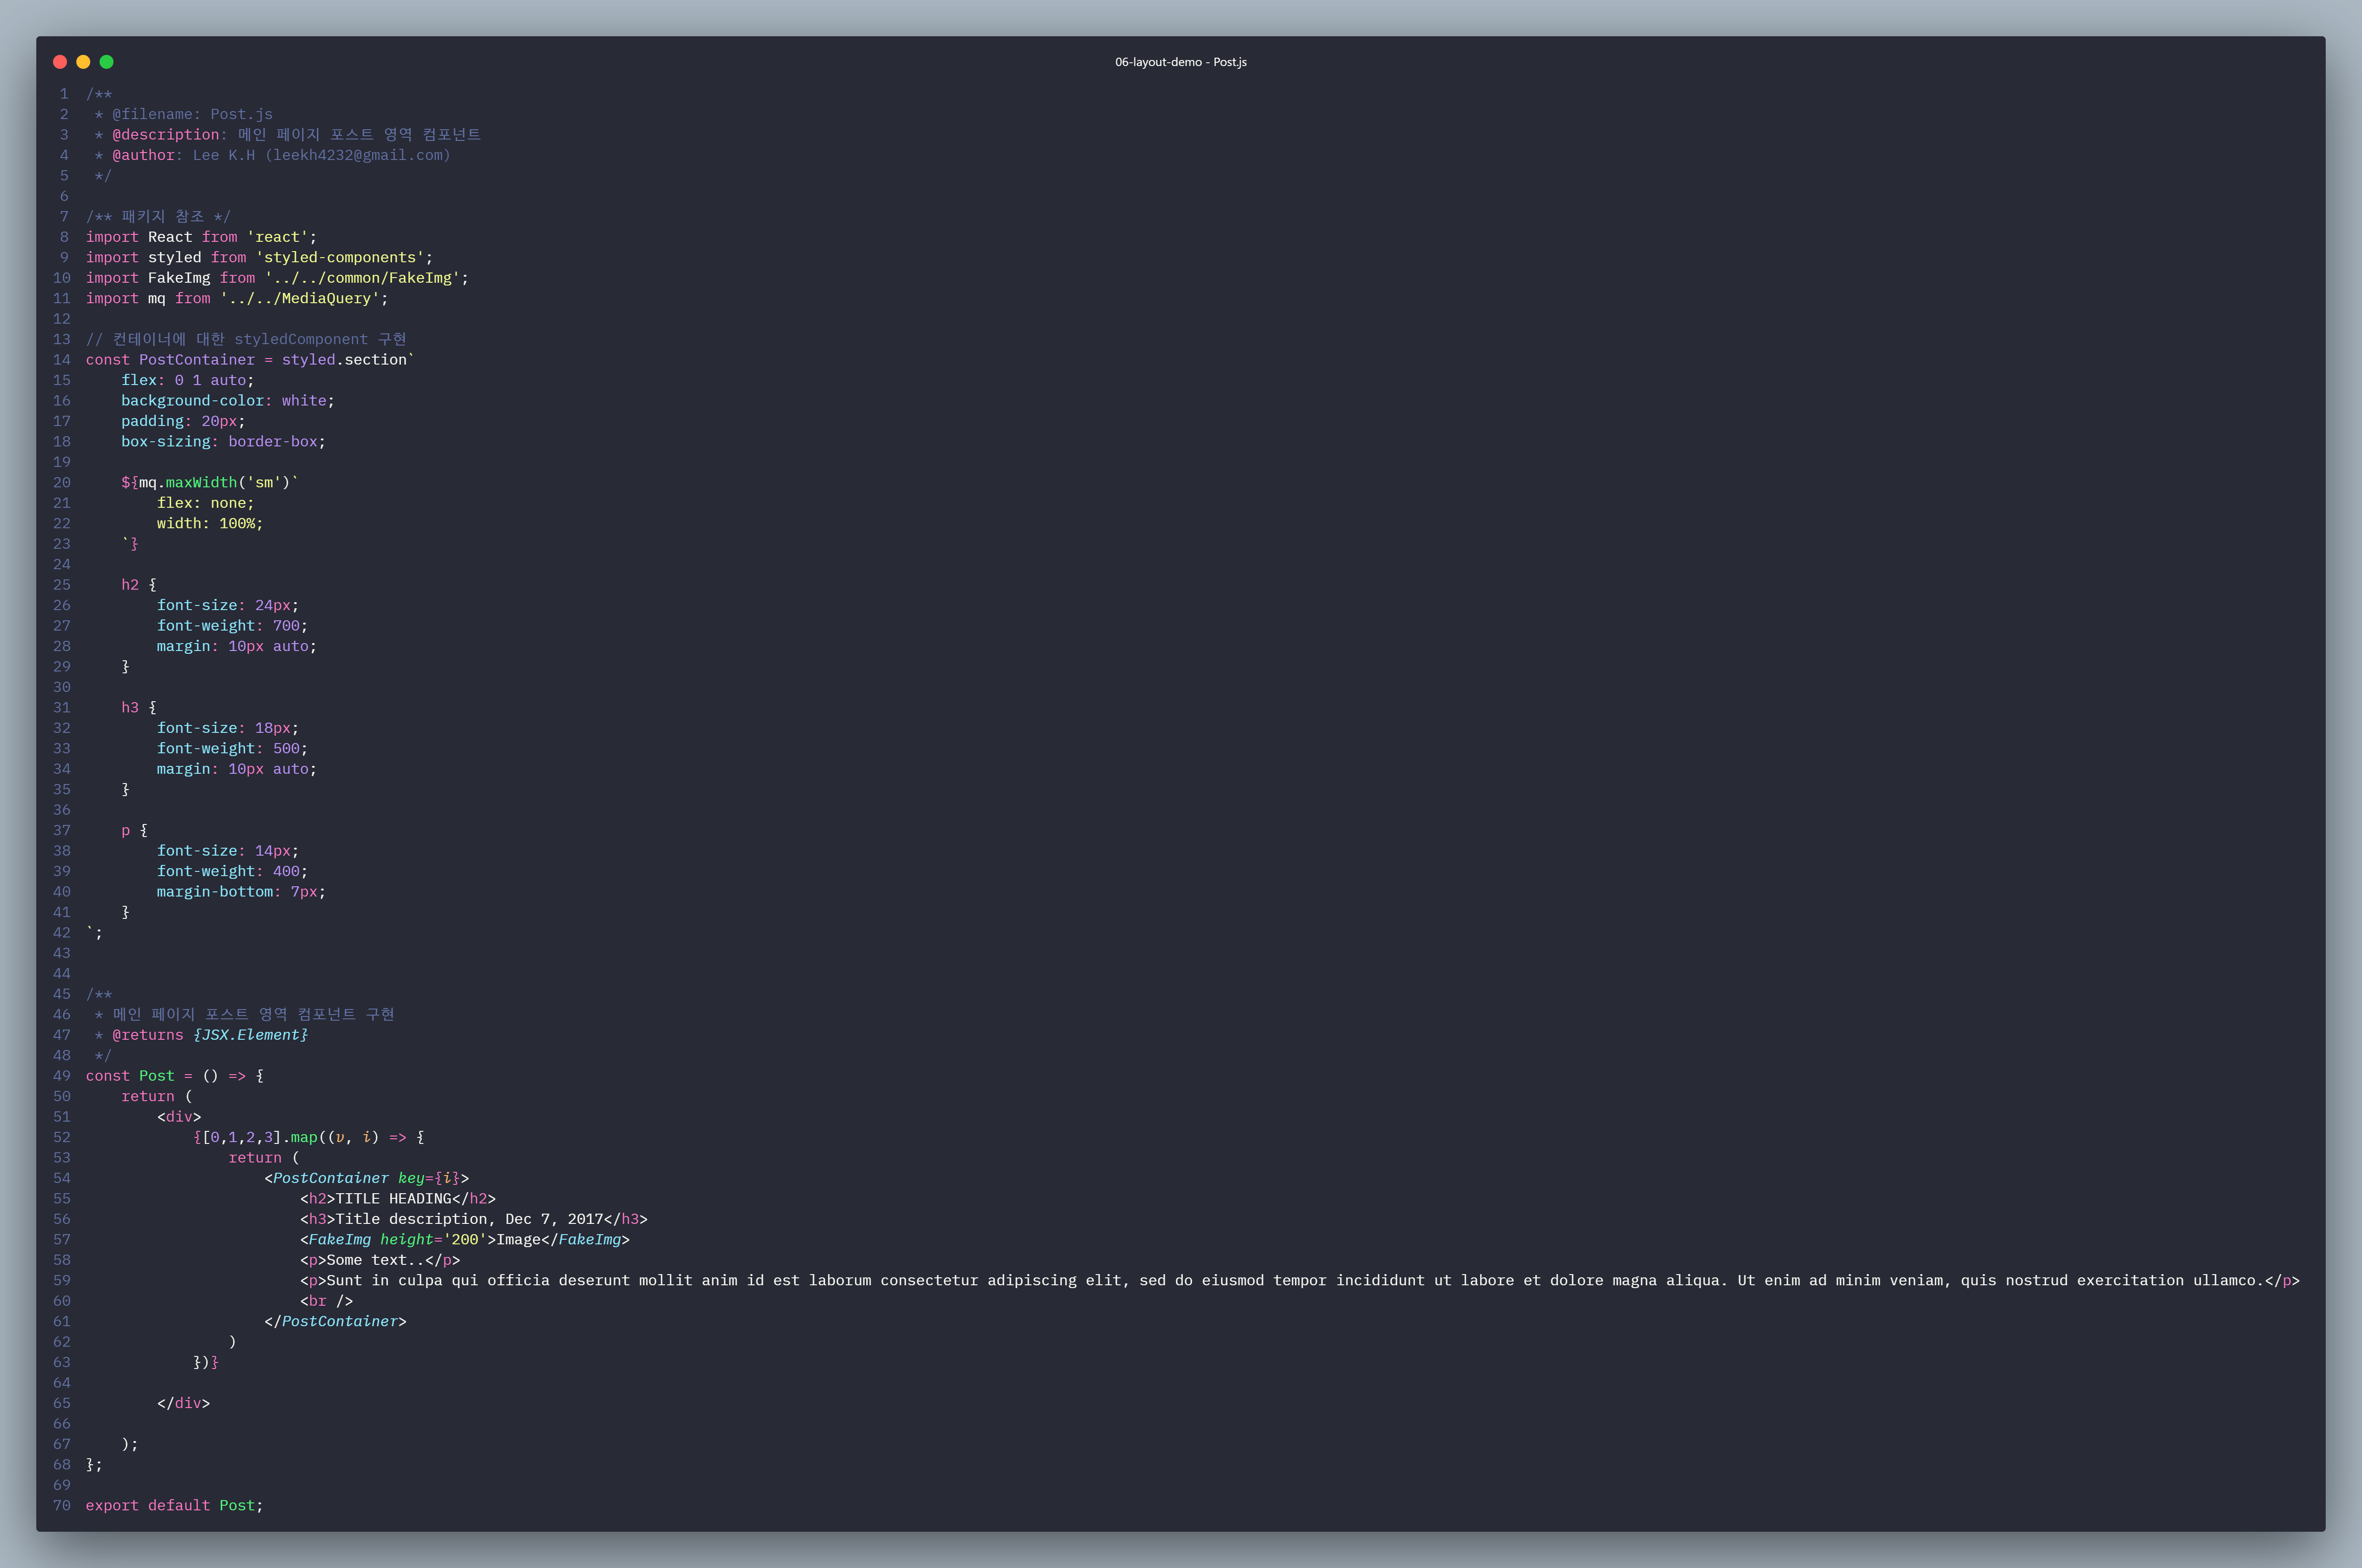 06-layout-demo - Post.js
1 /**
2  * @filename: Post.js
3  * @description: 메인 페이지 포스트 영역 컴포넌트
4  * @author: Lee K.H (leekh4232@gmail.com)
5  */
6
7 /** 패키지 참조 */
8 import React from 'react';
9 import styled from 'styled-components';
10 import FakeImg from '../../common/FakeImg';
11 import mq from '../../MediaQuery';
12
13 // 컨테이너에 대한 styledComponent 구현
14 const PostContainer = styled.section`
15     flex: 0 1 auto;
16     background-color: white;
17     padding: 20px;
18     box-sizing: border-box;
19
20     ${mq.maxWidth('sm')`
21         flex: none;
22         width: 100%;
23     `}
24
25     h2 {
26         font-size: 24px;
27         font-weight: 700;
28         margin: 10px auto;
29     }
30
31     h3 {
32         font-size: 18px;
33         font-weight: 500;
34         margin: 10px auto;
35     }
36
37     p {
38         font-size: 14px;
39         font-weight: 400;
40         margin-bottom: 7px;
41     }
42 `;
43
44
45 /**
46  * 메인 페이지 포스트 영역 컴포넌트 구현
47  * @returns {JSX.Element}
48  */
49 const Post = () => {
50     return (
51         <div>
52             {[0,1,2,3].map((v, i) => {
53                 return (
54                     <PostContainer key={i}>
55                         <h2>TITLE HEADING</h2>
56                         <h3>Title description, Dec 7, 2017</h3>
57                         <FakeImg height='200'>Image</FakeImg>
58                         <p>Some text..</p>
59                         <p>Sunt in culpa qui officia deserunt mollit anim id est laborum consectetur adipiscing elit, sed do eiusmod tempor incididunt ut labore et dolore magna aliqua. Ut enim ad minim veniam, quis nostrud exercitation ullamco.</p>
60                         <br />
61                     </PostContainer>
62                 )
63             })}
64
65         </div>
66
67     );
68 };
69
70 export default Post;